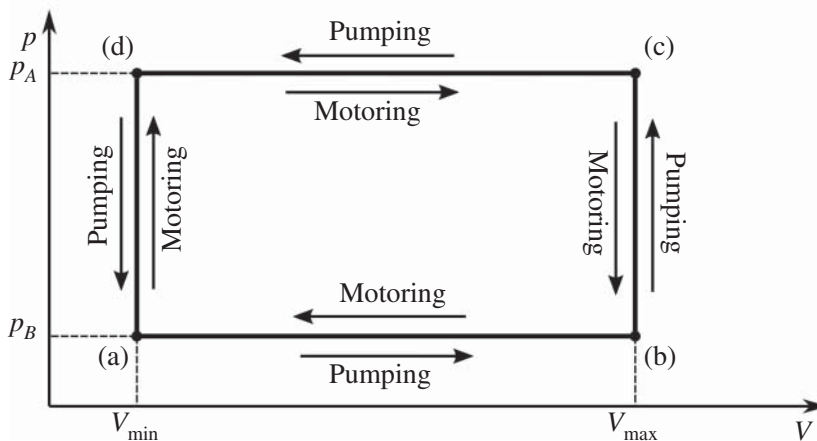 Pumping
p
(d)
(c)
p_A
Motoring
Pumping
Motoring
Motoring
Pumping
Motoring
p_B
(a)
(b)
Pumping
V_min
V_max
V